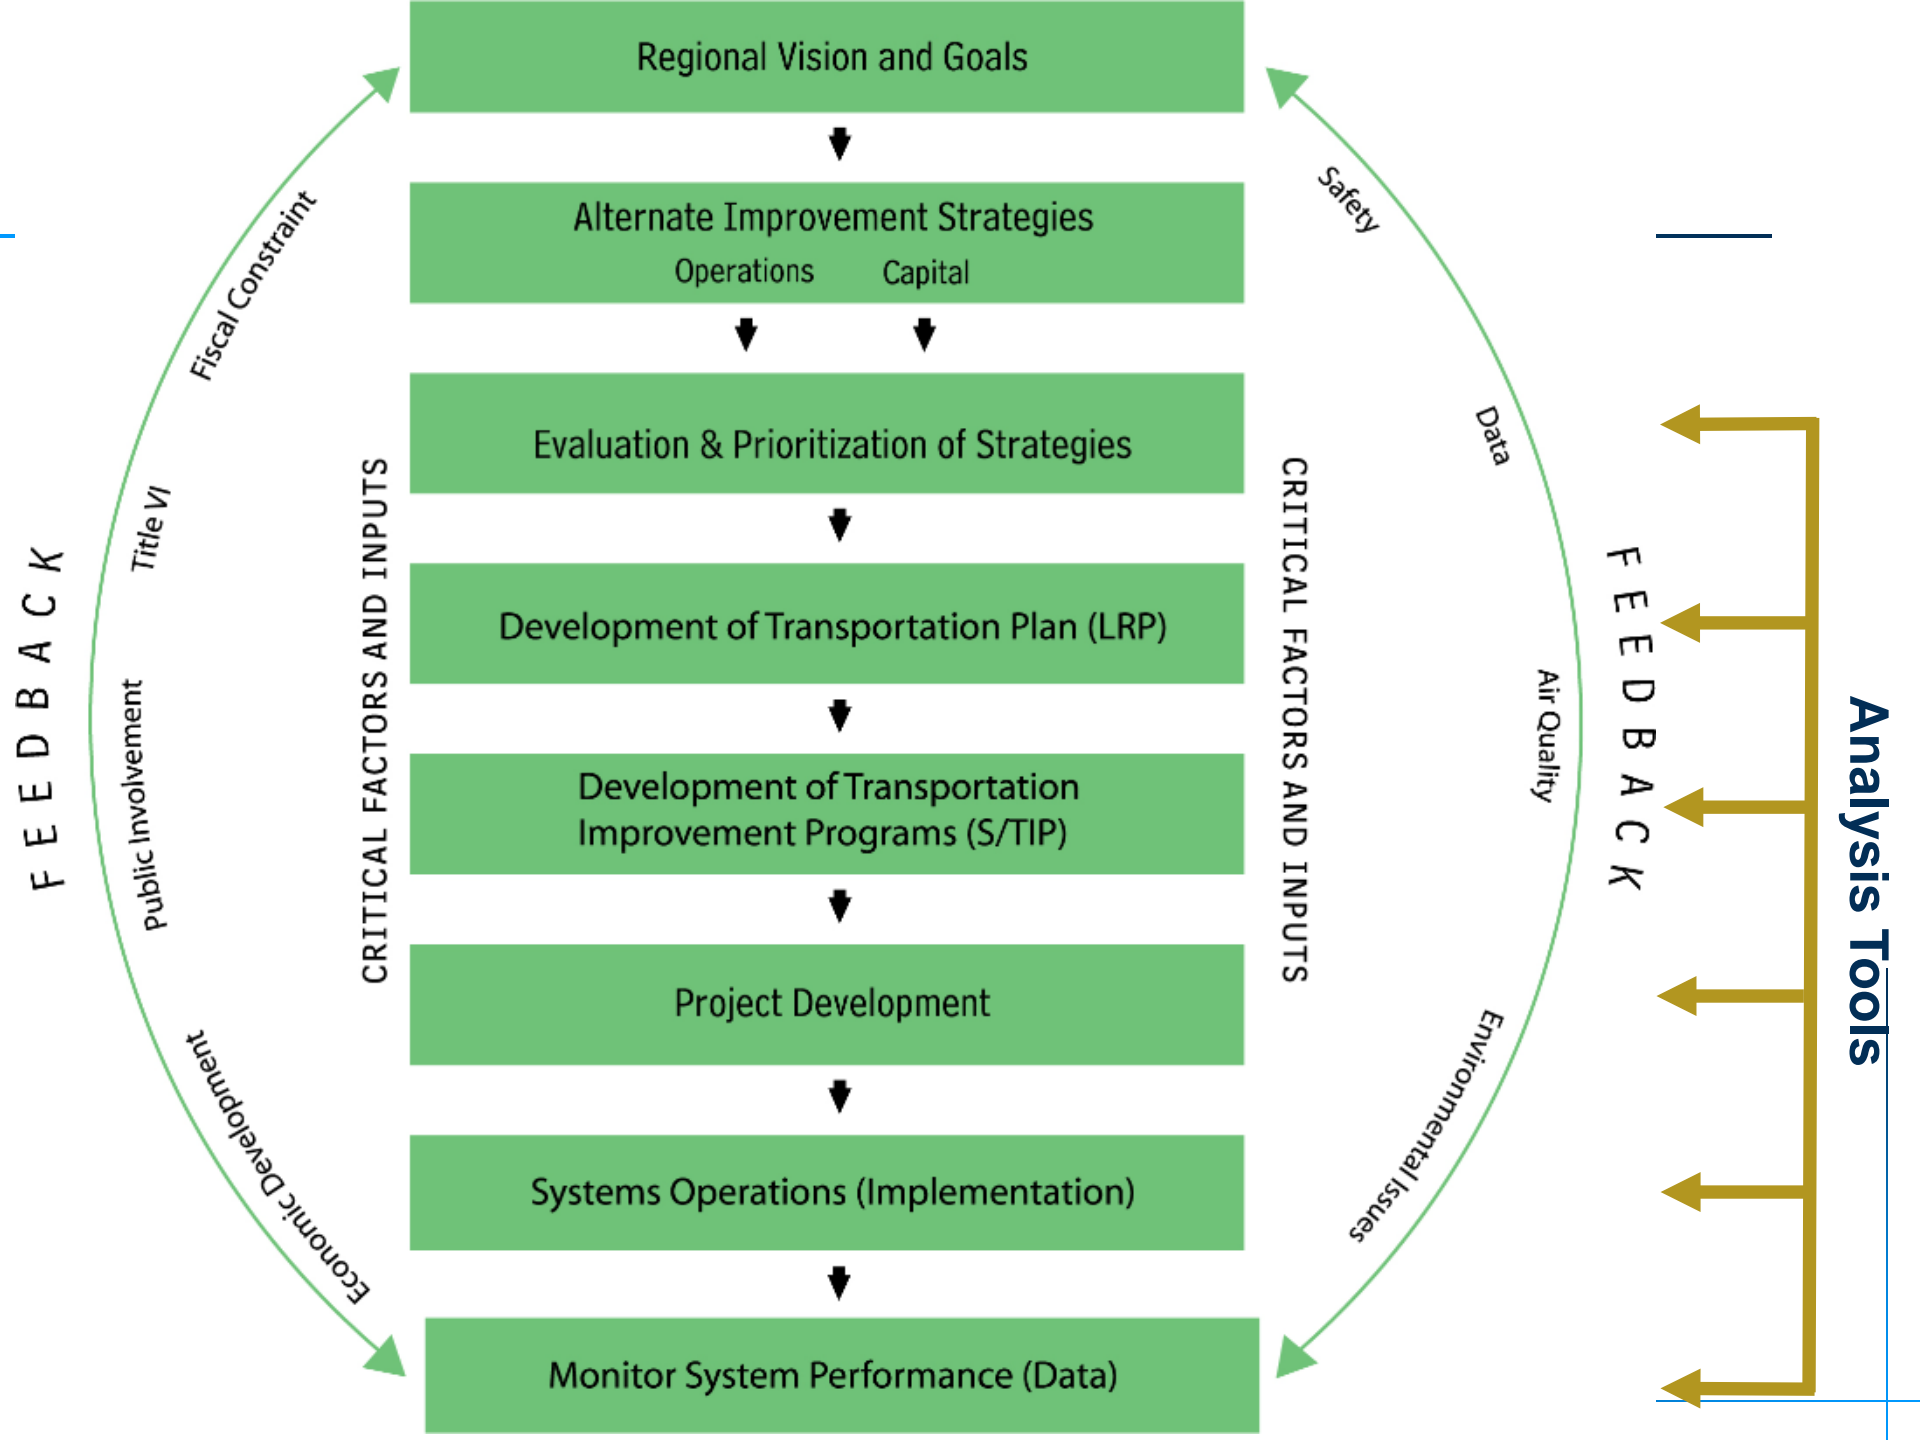 Regional Vision and Goals
Alternate Improvement Strategies
Operations Capital
Evaluation & Prioritization of Strategies
Development of Transportation Plan (LRP)
Development of Transportation
Improvement Programs (S/TIP)
Project Development
Systems Operations (Implementation)
Monitor System Performance (Data)
FEEDBACK
Fiscal Constraint
Title VI
Public Involvement
Economic Development
CRITICAL FACTORS AND INPUTS
CRITICAL FACTORS AND INPUTS
Safety
Data
Air Quality
Environmental Issues
FEEDBACK
Analysis Tools